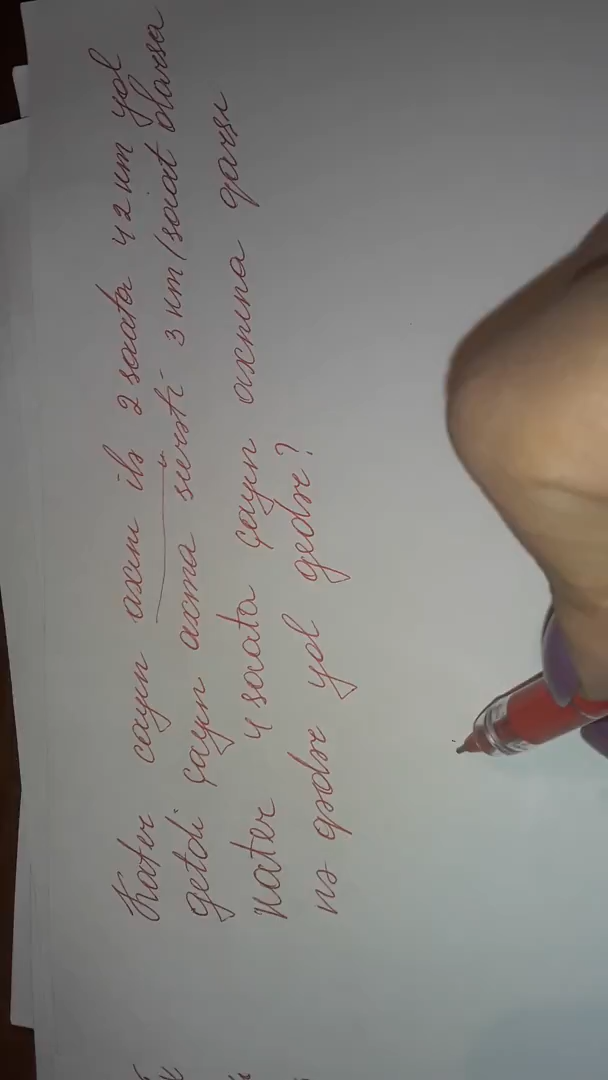 Kater çayın axını ilə 2 saata 42 km yol
getdi çayın axma sürəti 3 km/saat olarsa
kater 4 saata çayın axınına qarşı
nə qədər yol gedər?